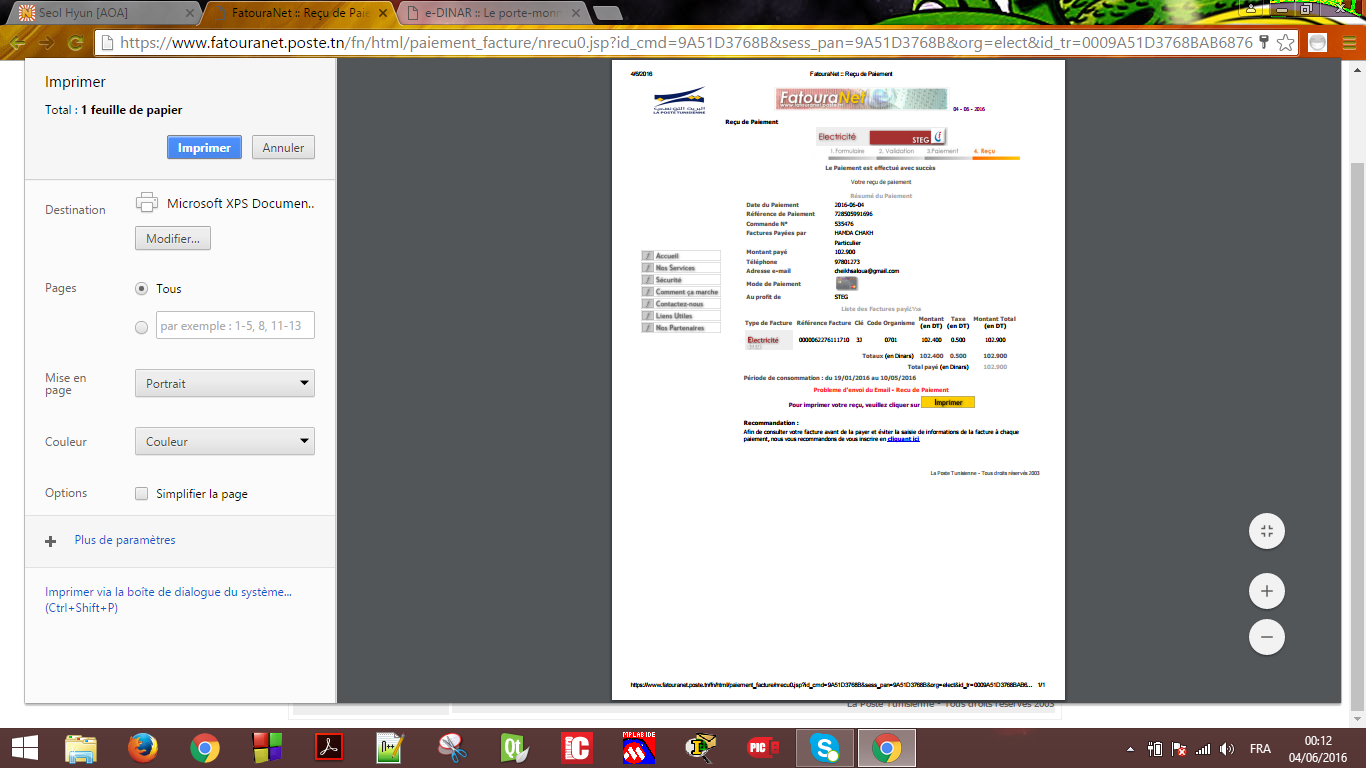 Seol Hyun [AOA]
FatouraNet :: Reçu de Paie
e-DINAR :: Le porte-monn
https://www.fatouranet.poste.tn/fn/html/paiement_facture/nrecu0.jsp?id_cmd=9A51D3768B&sess_pan=9A51D3768B&org=elect&id_tr=0009A51D3768BAB6876
Imprimer
Total : 1 feuille de papier
Imprimer
Annuler
Destination
Microsoft XPS Documen..
Modifier...
Pages
Tous
par exemple : 1-5, 8, 11-13
Mise en
page
Portrait
Couleur
Couleur
Options
Simplifier la page
Plus de paramètres
Imprimer via la boîte de dialogue du système...
(Ctrl+Shift+P)
4/6/2016
FatouraNet :: Reçu de Paiement
البريد التونسي
LA POSTE TUNISIENNE
FatouraNet
www.fatouranet.poste.tn
04 - 06 - 2016
Reçu de Paiement
Electricité
STEG
1.Formulaire
2. Validation
3.Paiement
4. Reçu
Le Paiement est effectué avec succès
Votre reçu de paiement
Résumé du Paiement
Date du Paiement 2016-06-04
Référence de Paiement 728505991696
Commande N° 535476
Factures Payées par HAMDA CHAKH
Particulier
Montant payé 102.900
Téléphone 97801273
Adresse e-mail cheikhsaloua@gmail.com
Mode de Paiement
Au profit de STEG
Accueil
Nos Services
Sécurité
Comment ça marche
Contactez-nous
Liens Utiles
Nos Partenaires
Liste des Factures payï¿½s
Type de Facture Référence Facture Clé Code Organisme Montant (en DT) Taxe (en DT) Montant Total (en DT)
Electricité 0000062276111710 3J 0701 102.400 0.500 102.900
Totaux (en Dinars) 102.400 0.500 102.900
Total payé (en Dinars) 102.900
Période de consommation : du 19/01/2016 au 10/05/2016
Probleme d'envoi du Email - Recu de Paiement
Pour imprimer votre reçu, veuillez cliquer sur Imprimer
Recommandation :
Afin de consulter votre facture avant de la payer et éviter la saisie de informations de la facture à chaque
paiement, nous vous recommandons de vous inscrire en cliquant ici
La Poste Tunisienne - Tous droits réservés 2003
https://www.fatouranet.poste.tn/fn/html/paiement_facture/nrecu0.jsp?id_cmd=9A51D3768B&sess_pan=9A51D3768B&org=elect&id_tr=0009A51D3768BAB6... 1/1
La Poste Tunisienne - Tous droits réservés 2003
MPLAB IDE
PIC
FRA
00:12
04/06/2016